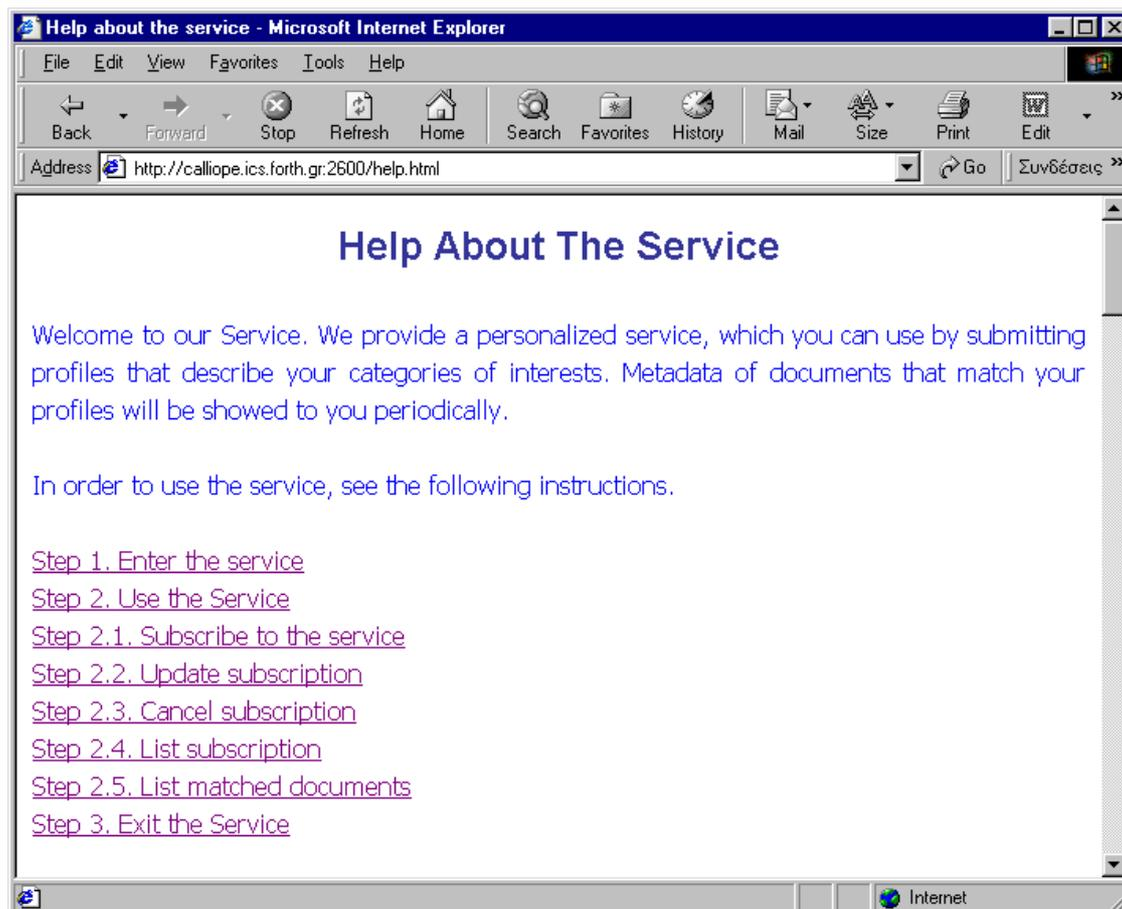 Help about the service - Microsoft Internet Explorer
File Edit View Favorites Tools Help
Back Forward Stop Refresh Home Search Favorites History Mail Size Print Edit »
Address http://calliope.ics.forth.gr:2600/help.html Go Συνδέσεις »
Help About The Service
Welcome to our Service. We provide a personalized service, which you can use by submitting
profiles that describe your categories of interests. Metadata of documents that match your
profiles will be showed to you periodically.
In order to use the service, see the following instructions.
Step 1. Enter the service
Step 2. Use the Service
Step 2.1. Subscribe to the service
Step 2.2. Update subscription
Step 2.3. Cancel subscription
Step 2.4. List subscription
Step 2.5. List matched documents
Step 3. Exit the Service
Internet